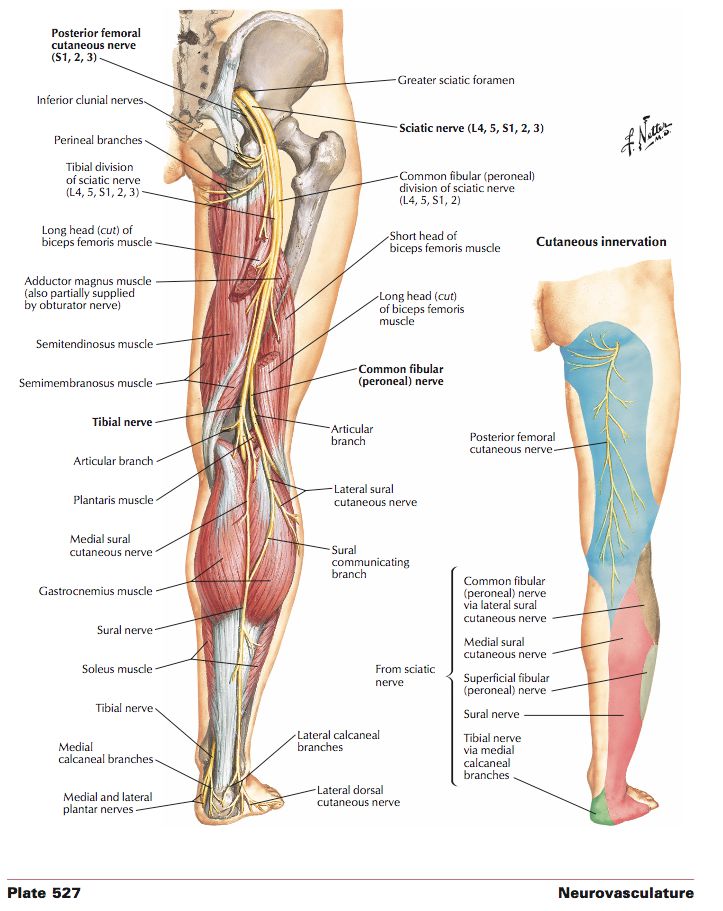 Posterior femoral
cutaneous nerve
(S1, 2, 3)
Inferior clunial nerves
Perineal branches
Tibial division
of sciatic nerve
(L4, 5, S1, 2, 3)
Long head (cut) of
biceps femoris muscle
Adductor magnus muscle
(also partially supplied
by obturator nerve)
Semitendinosus muscle
Semimembranosus muscle
Tibial nerve
Articular branch
Plantaris muscle
Medial sural
cutaneous nerve
Gastrocnemius muscle
Sural nerve
Soleus muscle
Tibial nerve
Medial
calcaneal branches
Medial and lateral
plantar nerves
Greater sciatic foramen
Sciatic nerve (L4, 5, S1, 2, 3)
Common fibular (peroneal)
division of sciatic nerve
(L4, 5, S1, 2)
Short head of
biceps femoris muscle
Long head (cut)
of biceps femoris
muscle
Common fibular
(peroneal) nerve
Articular
branch
Lateral sural
cutaneous nerve
Sural
communicating
branch
Lateral calcaneal
branches
Lateral dorsal
cutaneous nerve
F. Netter
M.D.
Cutaneous innervation
Posterior femoral
cutaneous nerve
From sciatic
nerve
Common fibular
(peroneal) nerve
via lateral sural
cutaneous nerve
Medial sural
cutaneous nerve
Superficial fibular
(peroneal) nerve
Sural nerve
Tibial nerve
via medial
calcaneal
branches
Plate 527
Neurovasculature